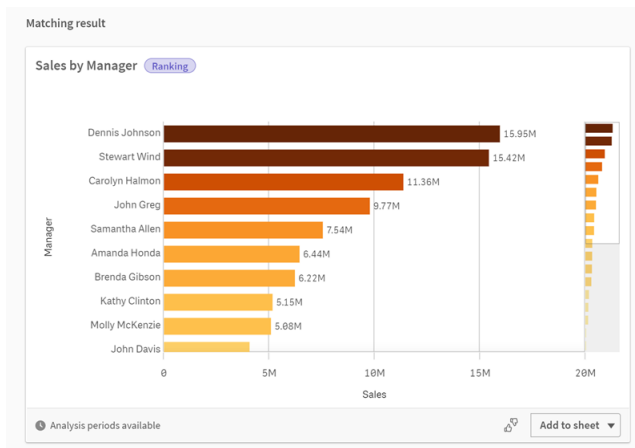 Matching result
Sales by Manager Ranking
Manager
Dennis Johnson 15.95M
Stewart Wind 15.42M
Carolyn Halmon 11.36M
John Greg 9.77M
Samantha Allen 7.54M
Amanda Honda 6.44M
Brenda Gibson 6.22M
Kathy Clinton 5.15M
Molly McKenzie 5.08M
John Davis
0 5M 10M 15M 20M
Sales
Analysis periods available Add to sheet